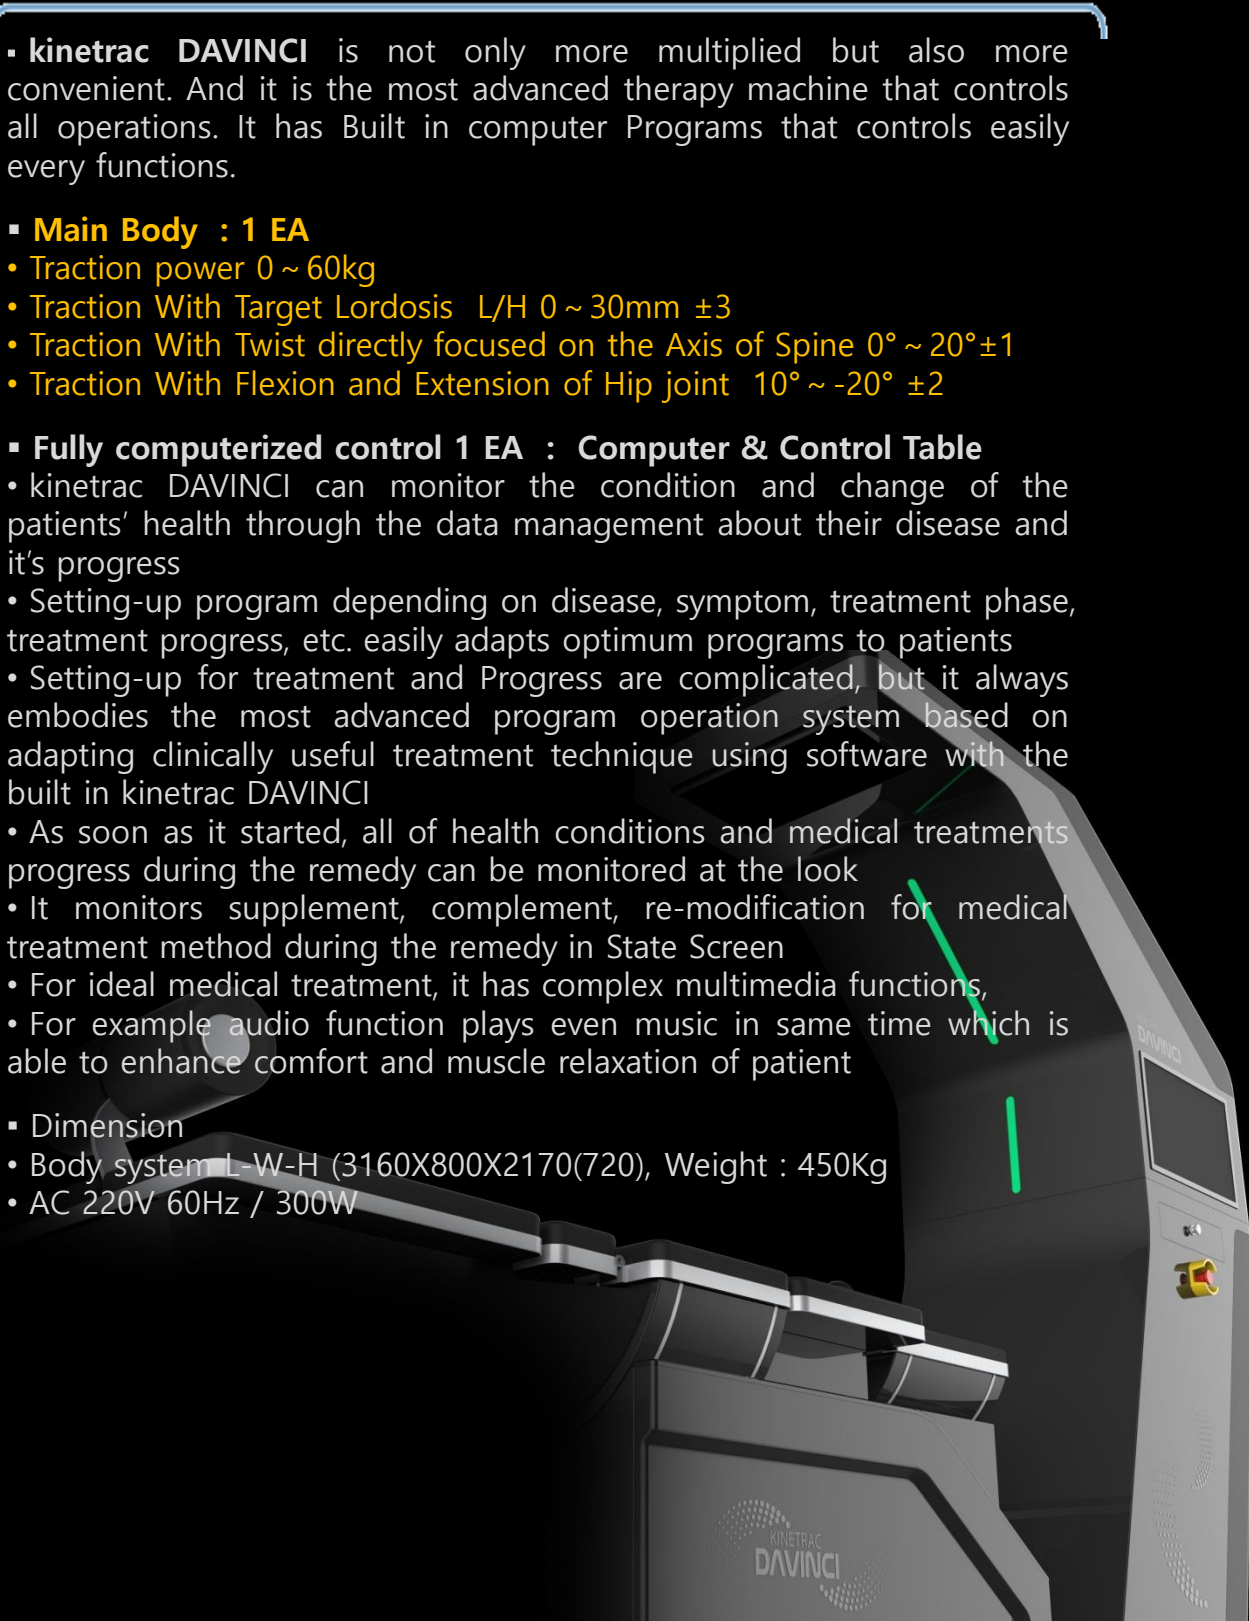 ▪ kinetrac DAVINCI is not only more multiplied but also more
convenient. And it is the most advanced therapy machine that controls
all operations. It has Built in computer Programs that controls easily
every functions.
▪ Main Body : 1 EA
• Traction power 0 ~ 60kg
• Traction With Target Lordosis L/H 0 ~ 30mm ±3
• Traction With Twist directly focused on the Axis of Spine 0° ~ 20°±1
• Traction With Flexion and Extension of Hip joint 10° ~ -20° ±2
▪ Fully computerized control 1 EA : Computer & Control Table
• kinetrac DAVINCI can monitor the condition and change of the
patients’ health through the data management about their disease and
it’s progress
• Setting-up program depending on disease, symptom, treatment phase,
treatment progress, etc. easily adapts optimum programs to patients
• Setting-up for treatment and Progress are complicated, but it always
embodies the most advanced program operation system based on
adapting clinically useful treatment technique using software with the
built in kinetrac DAVINCI
• As soon as it started, all of health conditions and medical treatments
progress during the remedy can be monitored at the look
• It monitors supplement, complement, re-modification for medical
treatment method during the remedy in State Screen
• For ideal medical treatment, it has complex multimedia functions,
• For example audio function plays even music in same time which is
able to enhance comfort and muscle relaxation of patient
▪ Dimension
• Body system L-W-H (3160X800X2170(720), Weight : 450Kg
• AC 220V 60Hz / 300W
DAVINCI
KINETRAC
DAVINCI